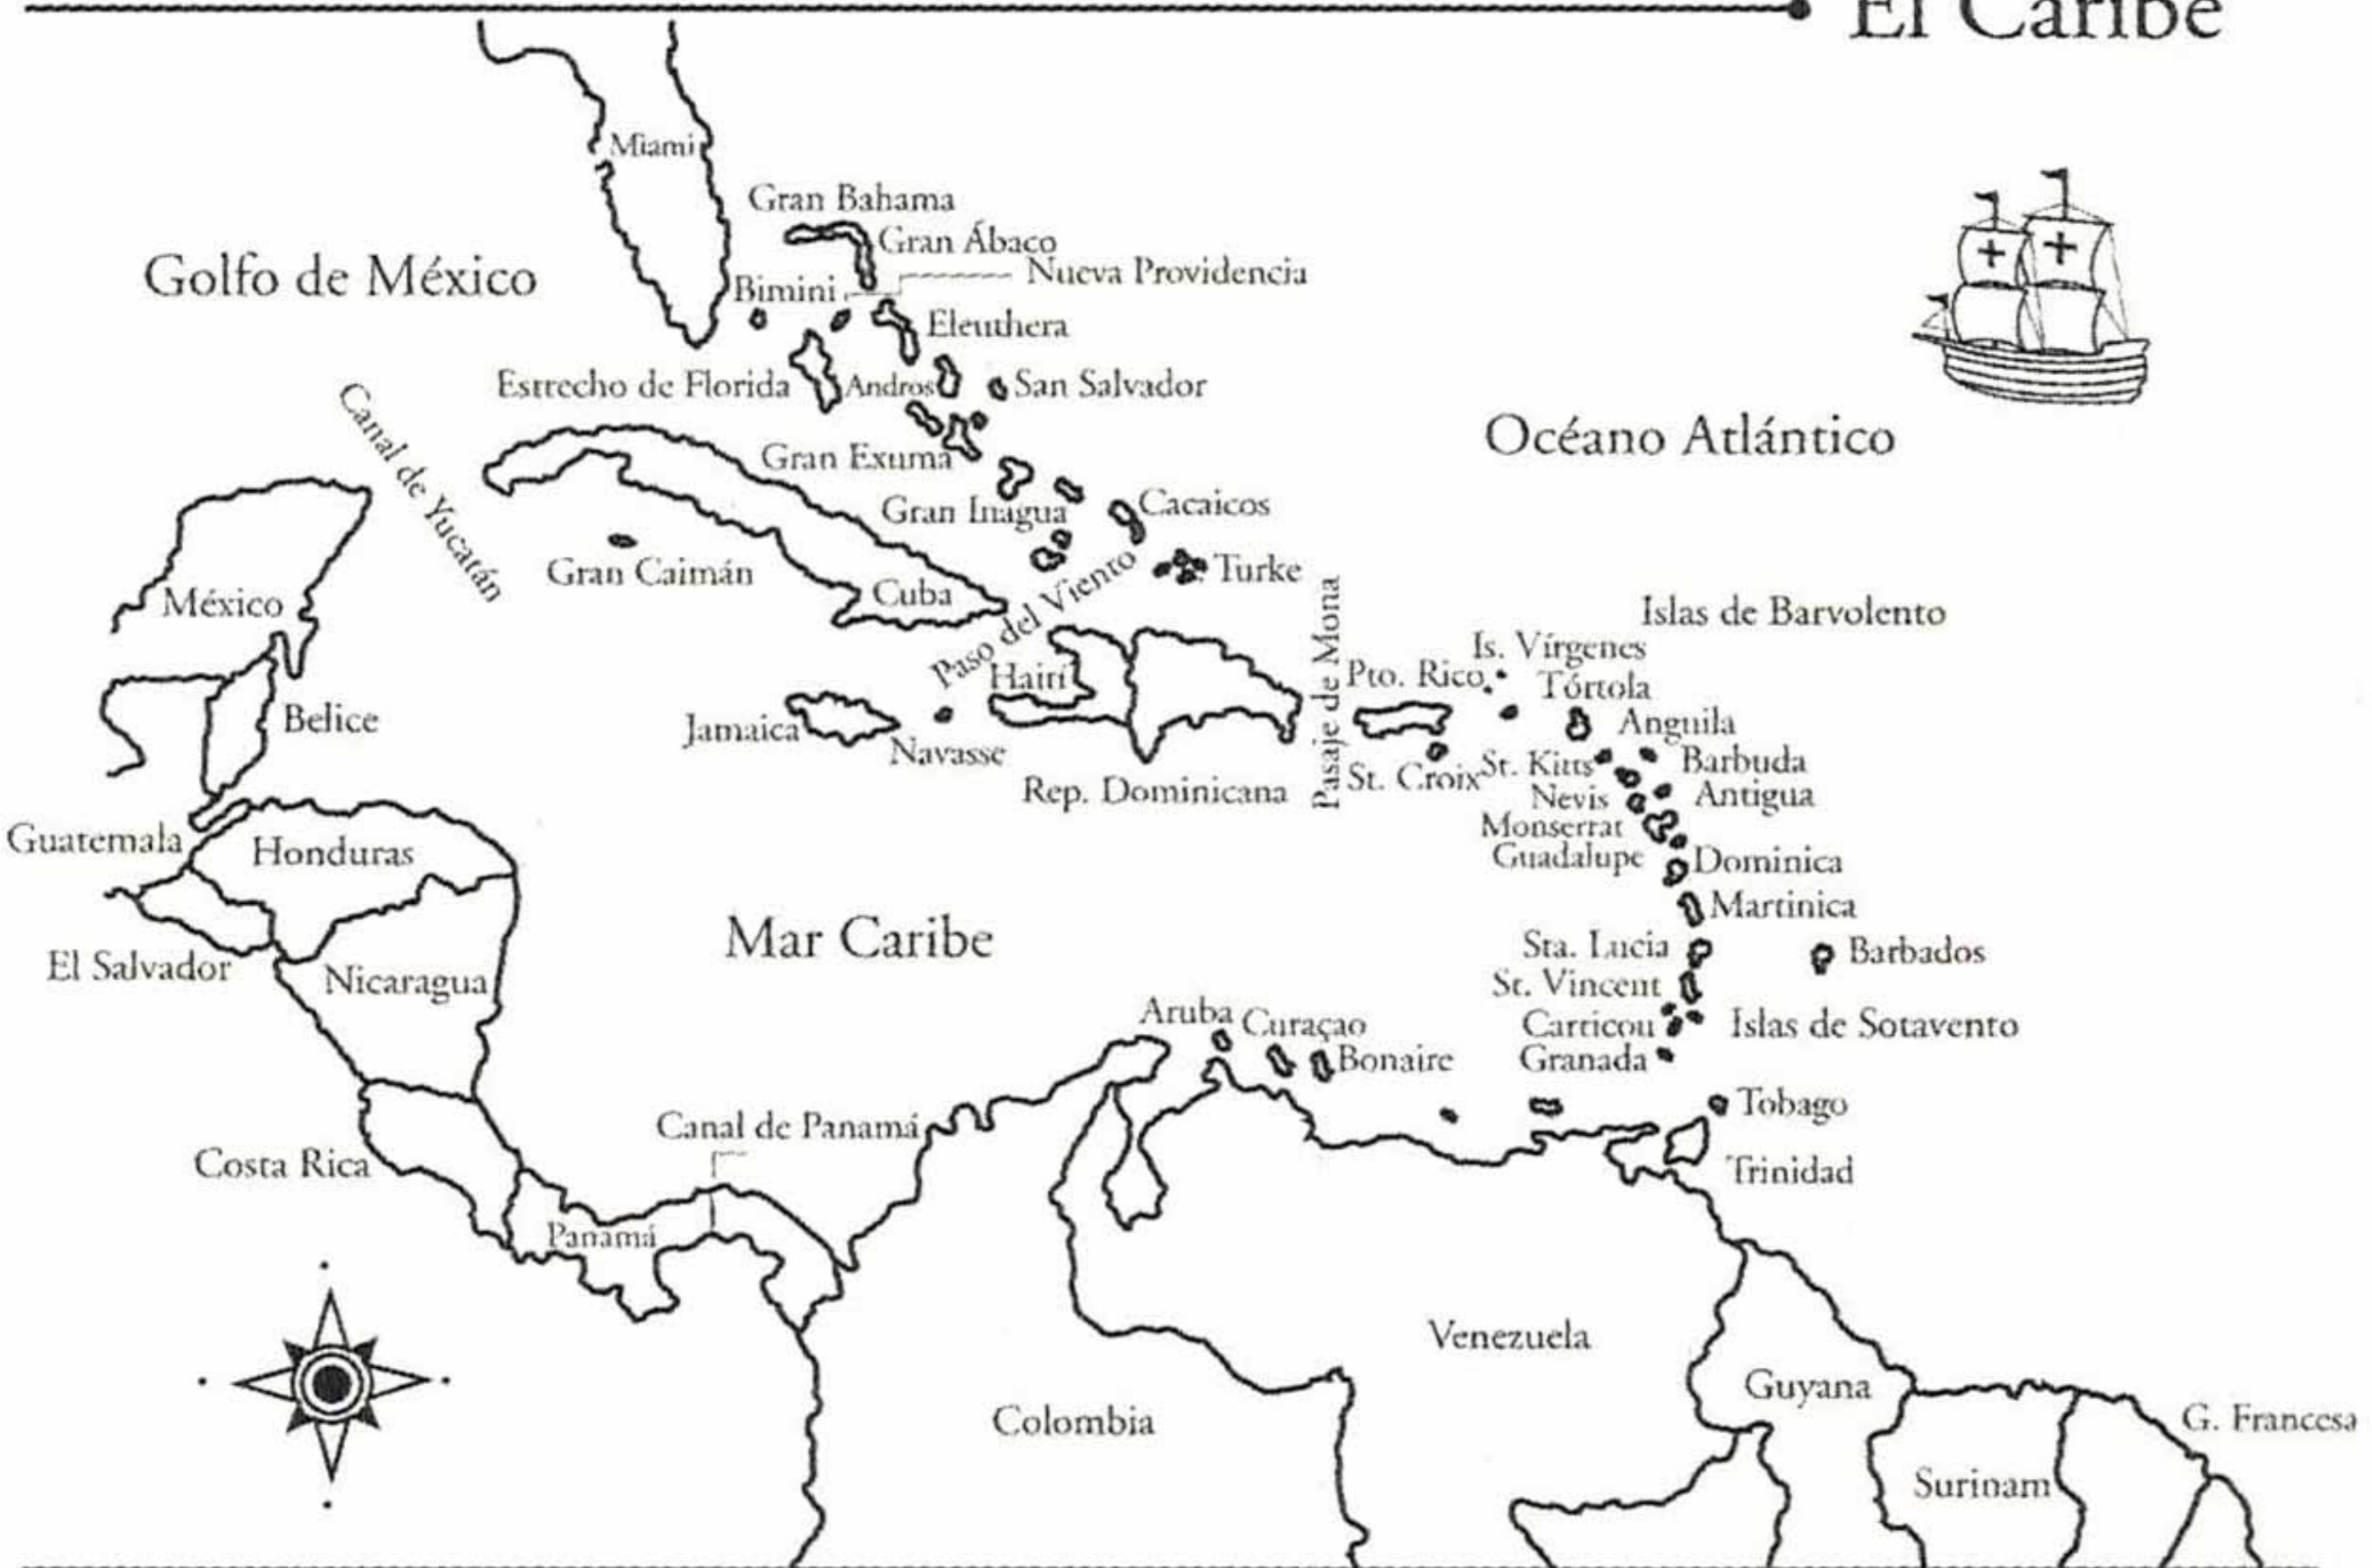 El Caribe
Miami
Gran Bahama
Gran Ábaco
Golfo de México
Nueva Providencia
Bimini
Eleuthera
Estrecho de Florida
Andros
San Salvador
Canal de Yucatán
Océano Atlántico
Gran Exuma
Gran Inagua
Cacaicos
Gran Caimán
Turke
México
Cuba
Paso del Viento
Islas de Barvolento
Is. Vírgenes
Haití
Pasaje de Mona
Pto. Rico
Tórtola
Belice
Jamaica
Navasse
Anguila
Rep. Dominicana
St. Croix
St. Kitts
Barbuda
Nevis
Antigua
Monserrat
Guatemala
Honduras
Guadalupe
Dominica
Martinica
Mar Caribe
Sta. Lucia
Barbados
El Salvador
Nicaragua
St. Vincent
Aruba
Curaçao
Carricou
Islas de Sotavento
Bonaire
Granada
Canal de Panamá
Tobago
Costa Rica
Trinidad
Panamá
Venezuela
Guyana
Colombia
G. Francesa
Surinam